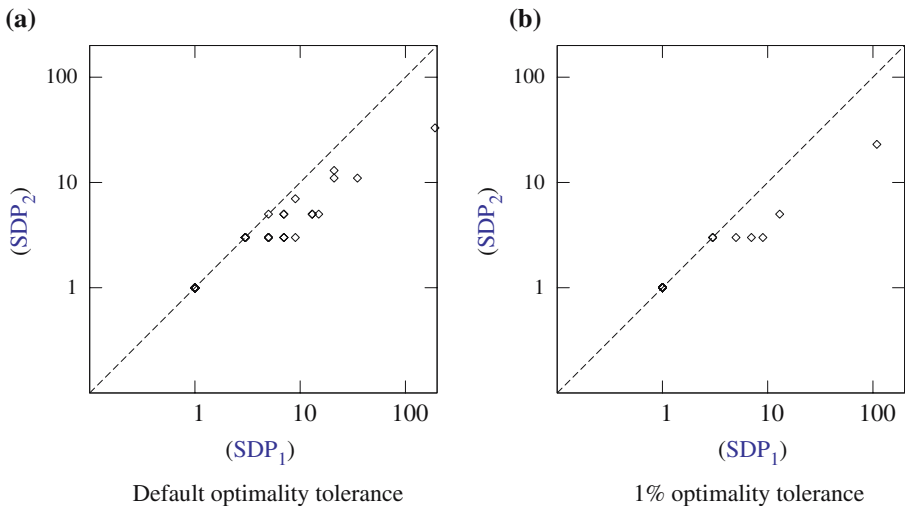 (a)
100
10
1
(SDP2)
1 10 100
(SDP1)
Default optimality tolerance
(b)
100
10
1
(SDP2)
1 10 100
(SDP1)
1% optimality tolerance